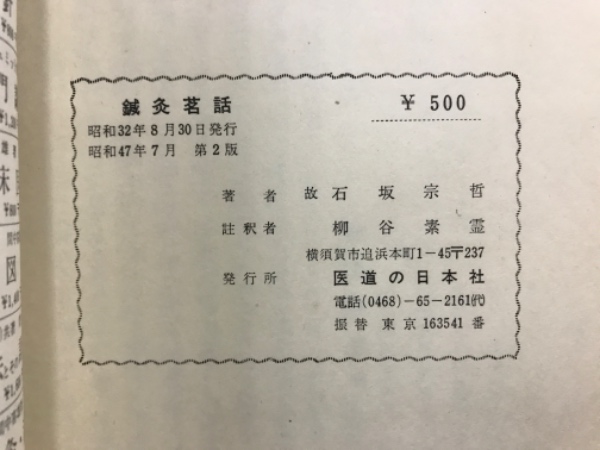 鍼灸茗話
¥ 500
昭和32年8月30日発行
昭和47年7月 第2版
著者 故 石坂宗哲
註釈者 柳谷素霊
横須賀市追浜本町1-45〒237
発行所 医道の日本社
電話(0468)-65-2161(代)
振替 東京 163541 番